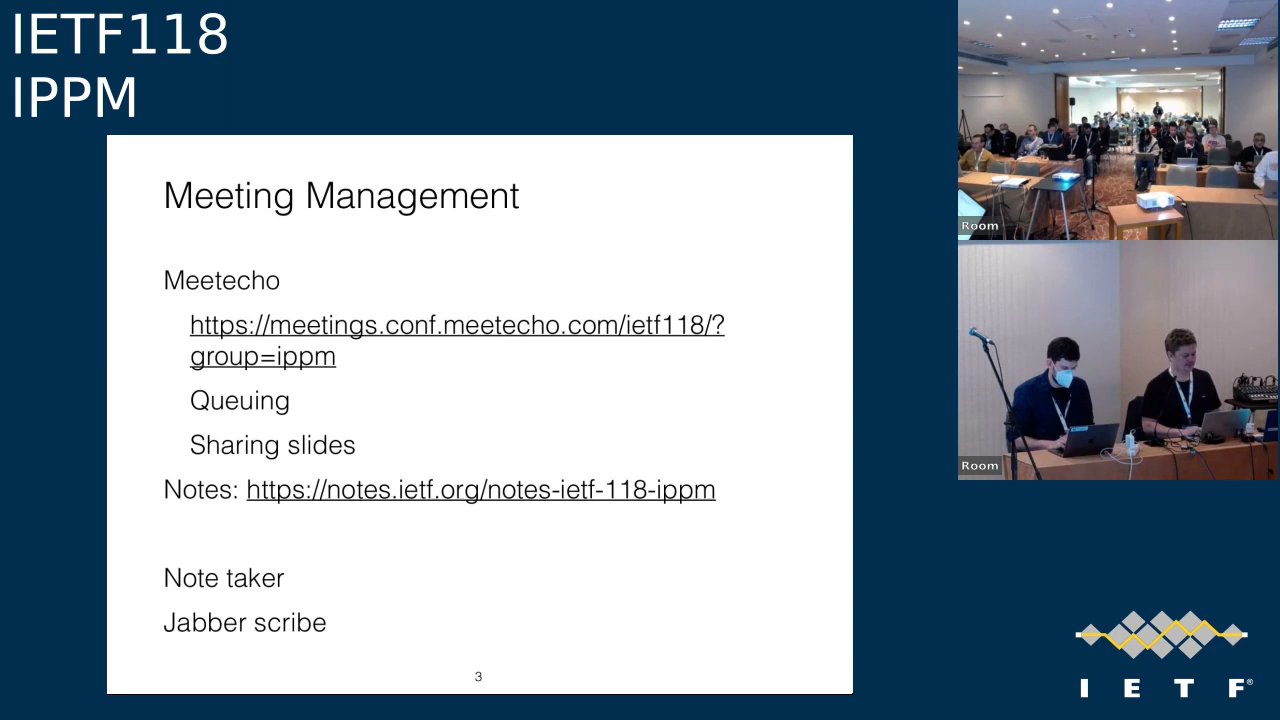 IETF118
IPPM
Meeting Management
Meetecho
https://meetings.conf.meetecho.com/ietf118/?
group=ippm
Queuing
Sharing slides
Notes: https://notes.ietf.org/notes-ietf-118-ippm
Note taker
Jabber scribe
3
Room
Room
I E T F®